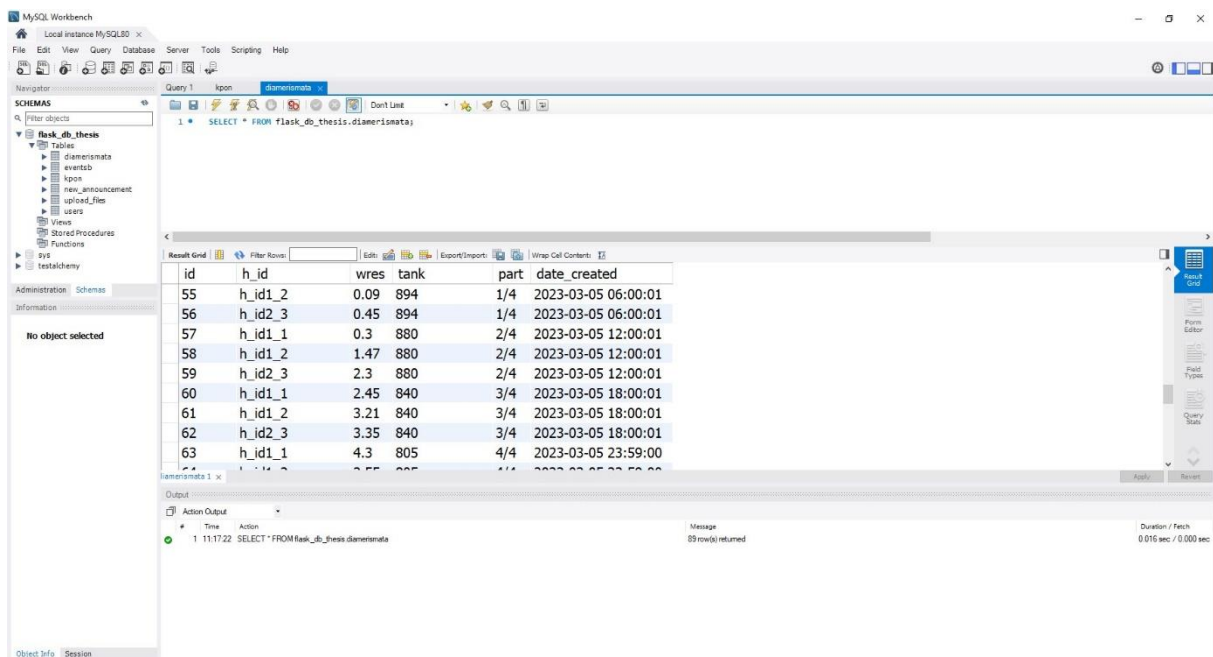 MySQL Workbench
Local instance MySQL80
File Edit View Query Database Server Tools Scripting Help
Navigator
SCHEMAS
Filter objects
flask_db_thesis
Tables
diamerismata
eventsb
kpon
new_announcement
upload_files
users
Views
Stored Procedures
Functions
sys
testalchemy
Administration Schemas
Information
No object selected
Object Info Session
Query 1 kpon diamerismata
Don't Limit
1 SELECT * FROM flask_db_thesis.diamerismata;
Result Grid Filter Rows: Edit: Export/Import: Wrap Cell Content:
id h_id wres tank part date_created
55 h_id1_2 0.09 894 1/4 2023-03-05 06:00:01
56 h_id2_3 0.45 894 1/4 2023-03-05 06:00:01
57 h_id1_1 0.3 880 2/4 2023-03-05 12:00:01
58 h_id1_2 1.47 880 2/4 2023-03-05 12:00:01
59 h_id2_3 2.3 880 2/4 2023-03-05 12:00:01
60 h_id1_1 2.45 840 3/4 2023-03-05 18:00:01
61 h_id1_2 3.21 840 3/4 2023-03-05 18:00:01
62 h_id2_3 3.35 840 3/4 2023-03-05 18:00:01
63 h_id1_1 4.3 805 4/4 2023-03-05 23:59:00
Result Grid
Form Editor
Field Types
Query Stats
diamerismata 1
Apply Revert
Output
Action Output
# Time Action Message Duration / Fetch
1 11:17:22 SELECT * FROM flask_db_thesis.diamerismata 89 row(s) returned 0.016 sec / 0.000 sec